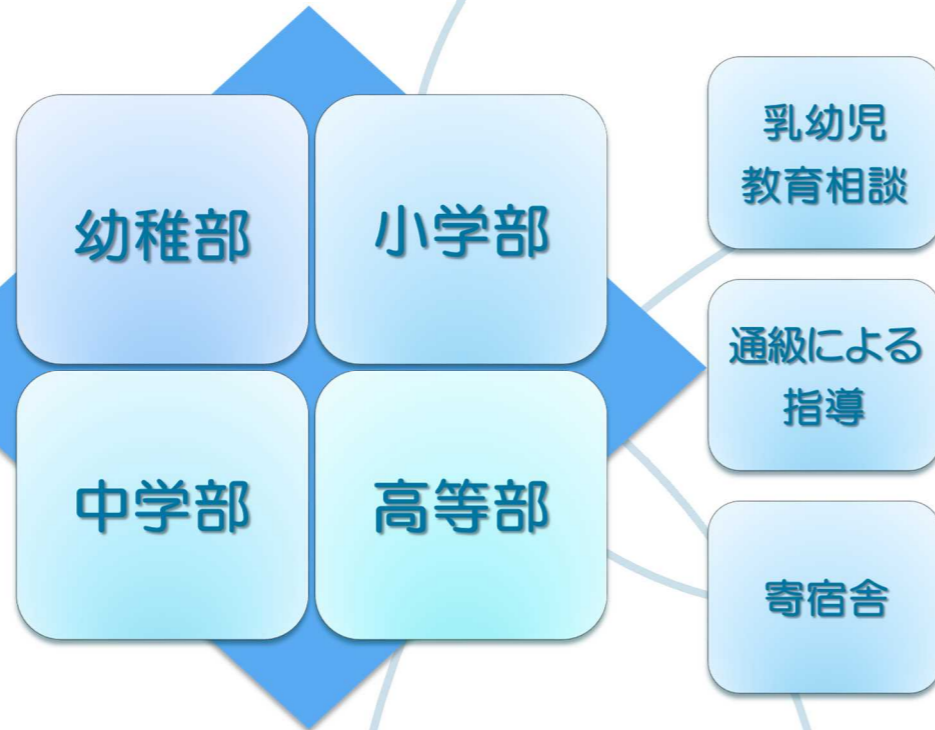 幼稚部
小学部
中学部
高等部
乳幼児
教育相談
通級による
指導
寄宿舎